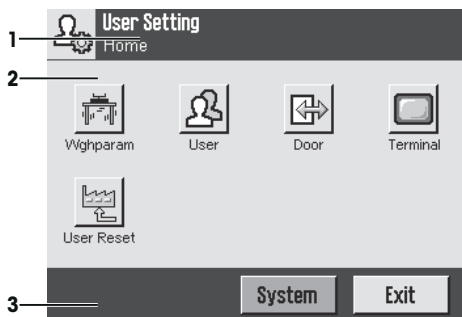 User Setting
1
Home
2
Wghparam
User
Door
Terminal
User Reset
3
System
Exit